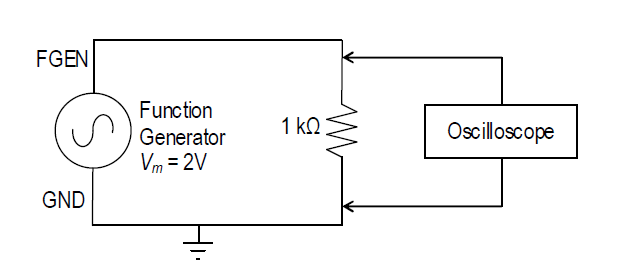 FGEN
Function
Generator
Vm = 2V
1 kΩ
Oscilloscope
GND